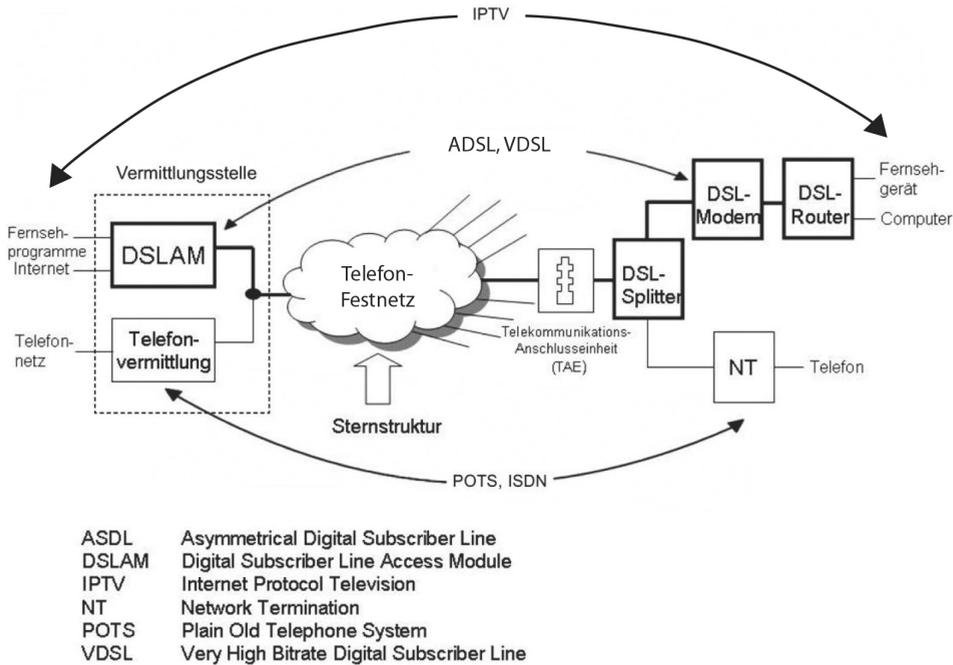 IPTV
ADSL, VDSL
Vermittlungsstelle
Fernseh-
programme
Internet
DSLAM
Telefon-
netz
Telefon-
vermittlung
Telefon-
Festnetz
Sternstruktur
Telekommunikations-
Anschlusseinheit
(TAE)
DSL-
Splitter
DSL-
Modem
DSL-
Router
Fernseh-
gerät
Computer
NT
Telefon
POTS, ISDN
ASDL Asymmetrical Digital Subscriber Line
DSLAM Digital Subscriber Line Access Module
IPTV Internet Protocol Television
NT Network Termination
POTS Plain Old Telephone System
VDSL Very High Bitrate Digital Subscriber Line